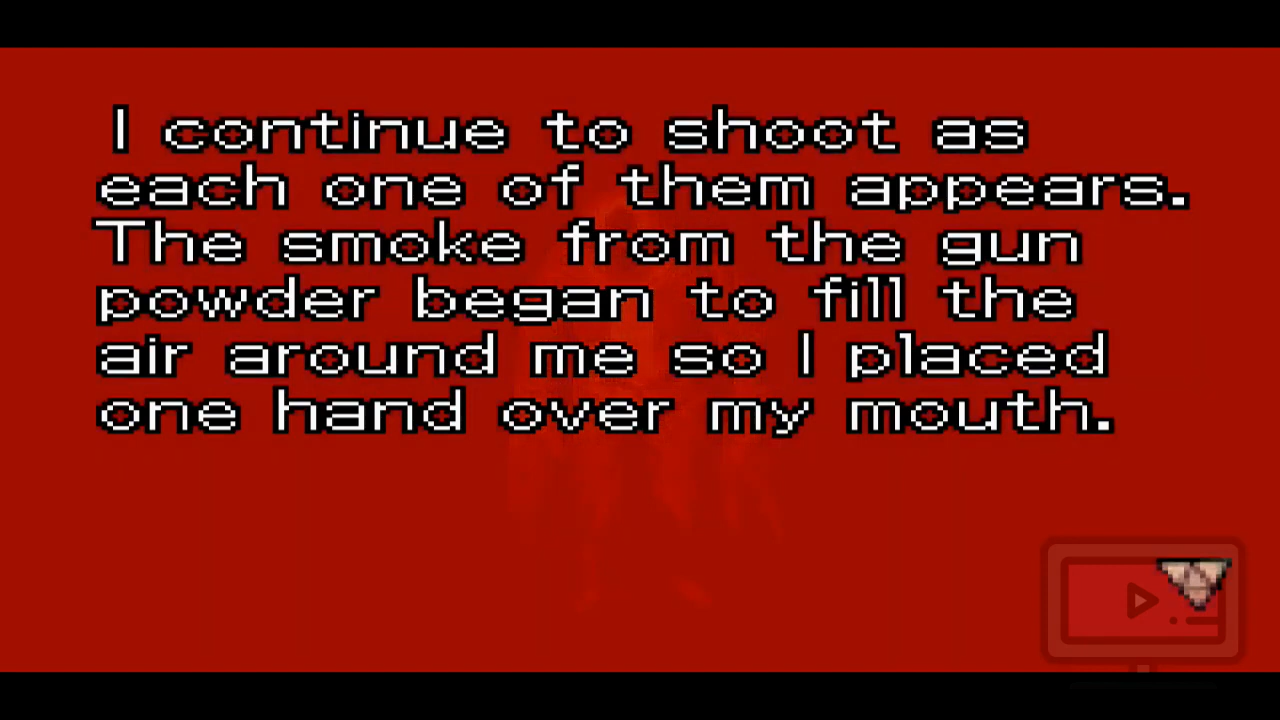 I continue to shoot as
each one of them appears.
The smoke from the gun
powder began to fill the
air around me so I placed
one hand over my mouth.